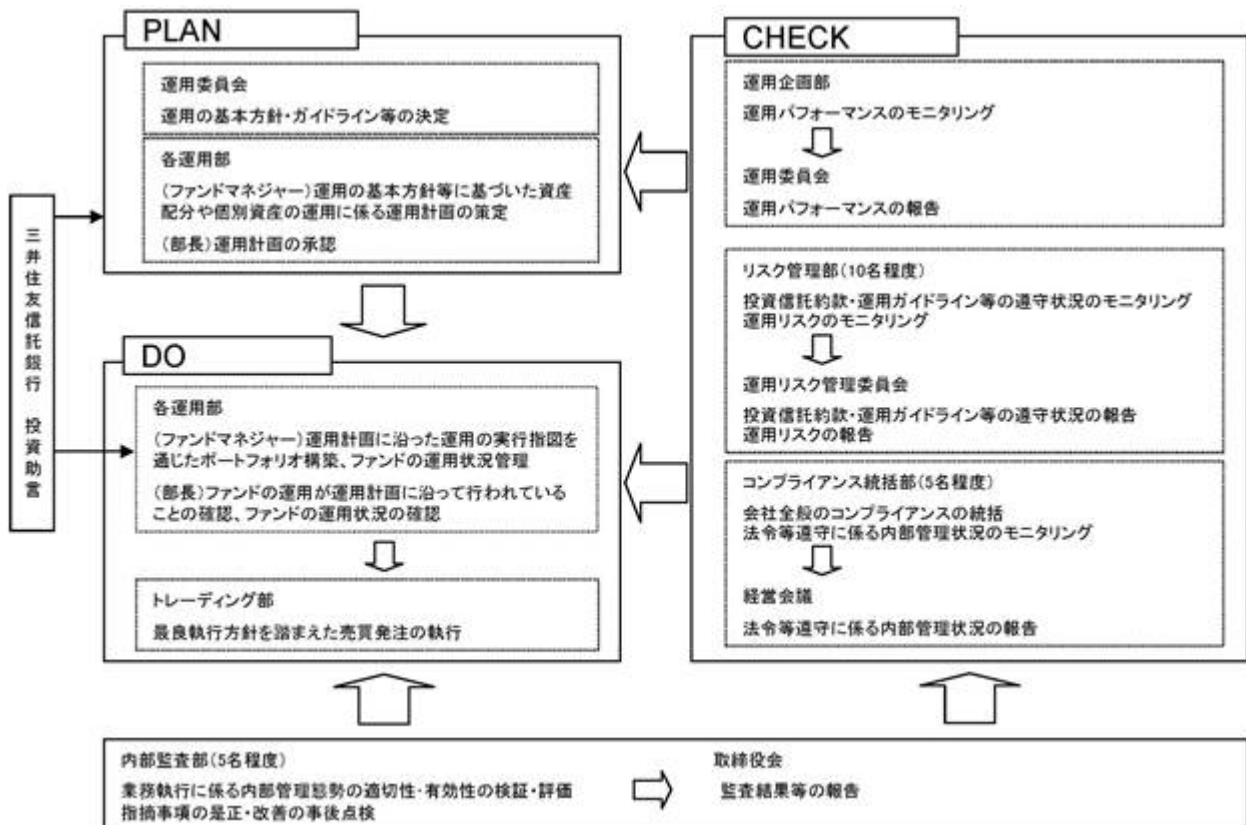 PLAN
運用委員会
運用の基本方針・ガイドライン等の決定
各運用部
(ファンドマネジャー)運用の基本方針等に基づいた資産
配分や個別資産の運用に係る運用計画の策定
(部長)運用計画の承認
三井住友信託銀行 投資助言
DO
各運用部
(ファンドマネジャー)運用計画に沿った運用の実行指図を
通じたポートフォリオ構築、ファンドの運用状況管理
(部長)ファンドの運用が運用計画に沿って行われている
ことの確認、ファンドの運用状況の確認
トレーディング部
最良執行方針を踏まえた売買発注の執行
CHECK
運用企画部
運用パフォーマンスのモニタリング
運用委員会
運用パフォーマンスの報告
リスク管理部(10名程度)
投資信託約款・運用ガイドライン等の遵守状況のモニタリング
運用リスクのモニタリング
運用リスク管理委員会
投資信託約款・運用ガイドライン等の遵守状況の報告
運用リスクの報告
コンプライアンス統括部(5名程度)
会社全般のコンプライアンスの統括
法令等遵守に係る内部管理状況のモニタリング
経営会議
法令等遵守に係る内部管理状況の報告
内部監査部(5名程度)
業務執行に係る内部管理態勢の適切性・有効性の検証・評価
指摘事項の是正・改善の事後点検
取締役会
監査結果等の報告